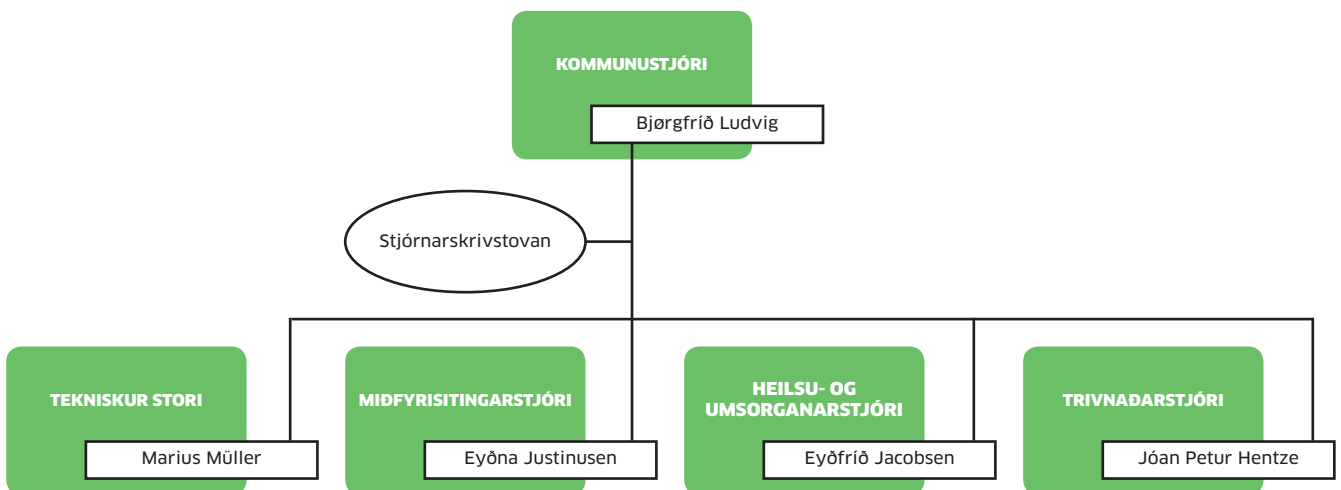 KOMMUNUSTJÓRI
Bjørgfríð Ludvig
Stjórnarskrivstovan
TEKNISKUR STORI
Marius Müller
MIÐFYRISITINGARSTJÓRI
Eyðna Justinusen
HEILSU- OG
UMSORGANARSTJÓRI
Eyðfríð Jacobsen
TRIVNAÐARSTJÓRI
Jóan Petur Hentze